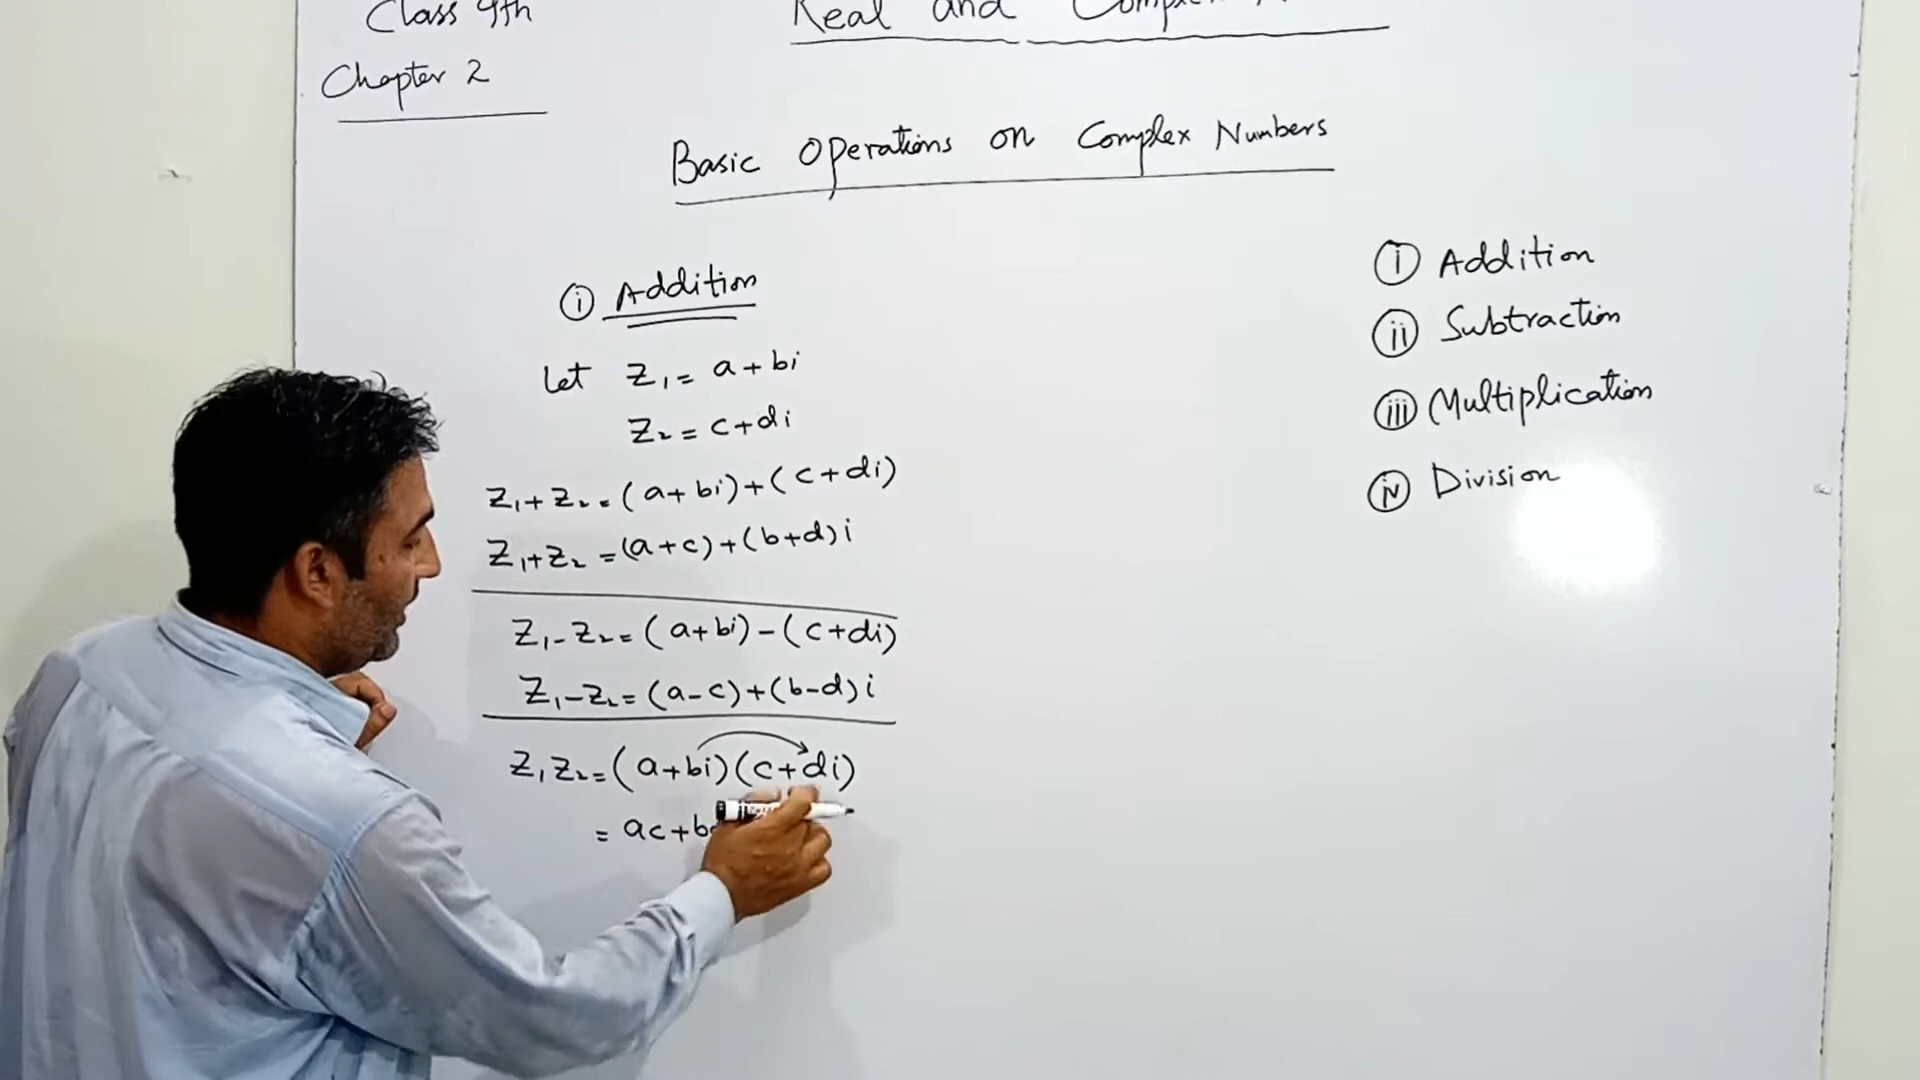 Class 9th
Real and
Chapter 2
Basic Operations on Complex Numbers
(i) Addition
Let Z₁ = a + bi
Z₂ = c + di
Z₁ + Z₂ = (a + bi) + (c + di)
Z₁ + Z₂ = (a + c) + (b + d) i
Z₁ - Z₂ = (a + bi) - (c + di)
Z₁ - Z₂ = (a - c) + (b - d) i
Z₁ Z₂ = (a + bi) (c + di)
= ac + b
(i) Addition
(ii) Subtraction
(iii) Multiplication
(iv) Division